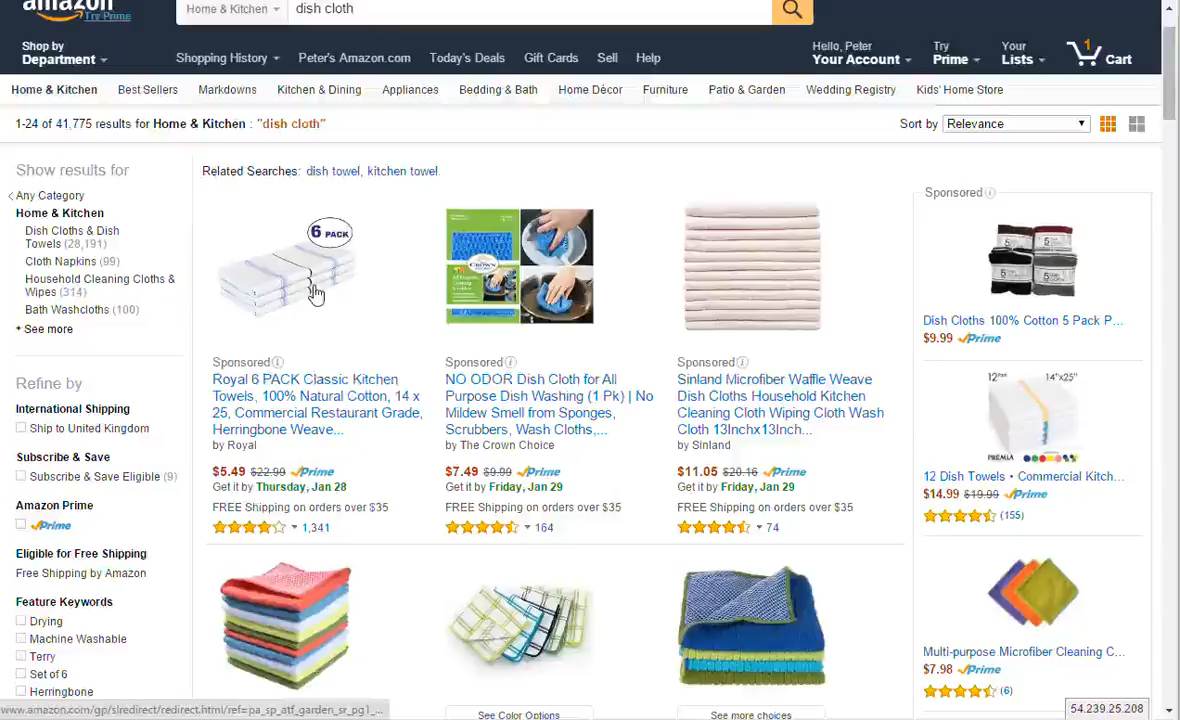 amazon
Try Prime
Home & Kitchen
dish cloth
Shop by
Department
Shopping History
Peter's Amazon.com
Today's Deals
Gift Cards
Sell
Help
Hello, Peter
Your Account
Try
Prime
Your
Lists
1
Cart
Home & Kitchen
Best Sellers
Markdowns
Kitchen & Dining
Appliances
Bedding & Bath
Home Décor
Furniture
Patio & Garden
Wedding Registry
Kids' Home Store
1-24 of 41,775 results for Home & Kitchen : "dish cloth"
Sort by
Relevance
Show results for
Any Category
Home & Kitchen
Dish Cloths & Dish
Towels (28,191)
Cloth Napkins (99)
Household Cleaning Cloths &
Wipes (314)
Bath Washcloths (100)
+ See more
Refine by
International Shipping
Ship to United Kingdom
Subscribe & Save
Subscribe & Save Eligible (9)
Amazon Prime
Prime
Eligible for Free Shipping
Free Shipping by Amazon
Feature Keywords
Drying
Machine Washable
Terry
Set of 6
Herringbone
Related Searches: dish towel, kitchen towel
6 PACK
Sponsored
Royal 6 PACK Classic Kitchen
Towels, 100% Natural Cotton, 14 x
25, Commercial Restaurant Grade,
Herringbone Weave...
by Royal
$5.49 $22.99 Prime
Get it by Thursday, Jan 28
FREE Shipping on orders over $35
1,341
CROWN
Sponsored
NO ODOR Dish Cloth for All
Purpose Dish Washing (1 Pk) | No
Mildew Smell from Sponges,
Scrubbers, Wash Cloths,...
by The Crown Choice
$7.49 $9.99 Prime
Get it by Friday, Jan 29
FREE Shipping on orders over $35
164
Sponsored
Sinland Microfiber Waffle Weave
Dish Cloths Household Kitchen
Cleaning Cloth Wiping Cloth Wash
Cloth 13Inchx13Inch...
by Sinland
$11.05 $20.16 Prime
Get it by Friday, Jan 29
FREE Shipping on orders over $35
74
See Color Options
See more choices
Sponsored
5
5
5
5
Dish Cloths 100% Cotton 5 Pack P...
$9.99 Prime
14"X25"
PREMIA
12 Dish Towels • Commercial Kitch...
$14.99 $19.99 Prime
(155)
Multi-purpose Microfiber Cleaning C...
$7.98 Prime
(6)
www.amazon.com/gp/slredirect/redirect.html/ref=pa_sp_atf_garden_sr_pg1_...
54.239.25.208